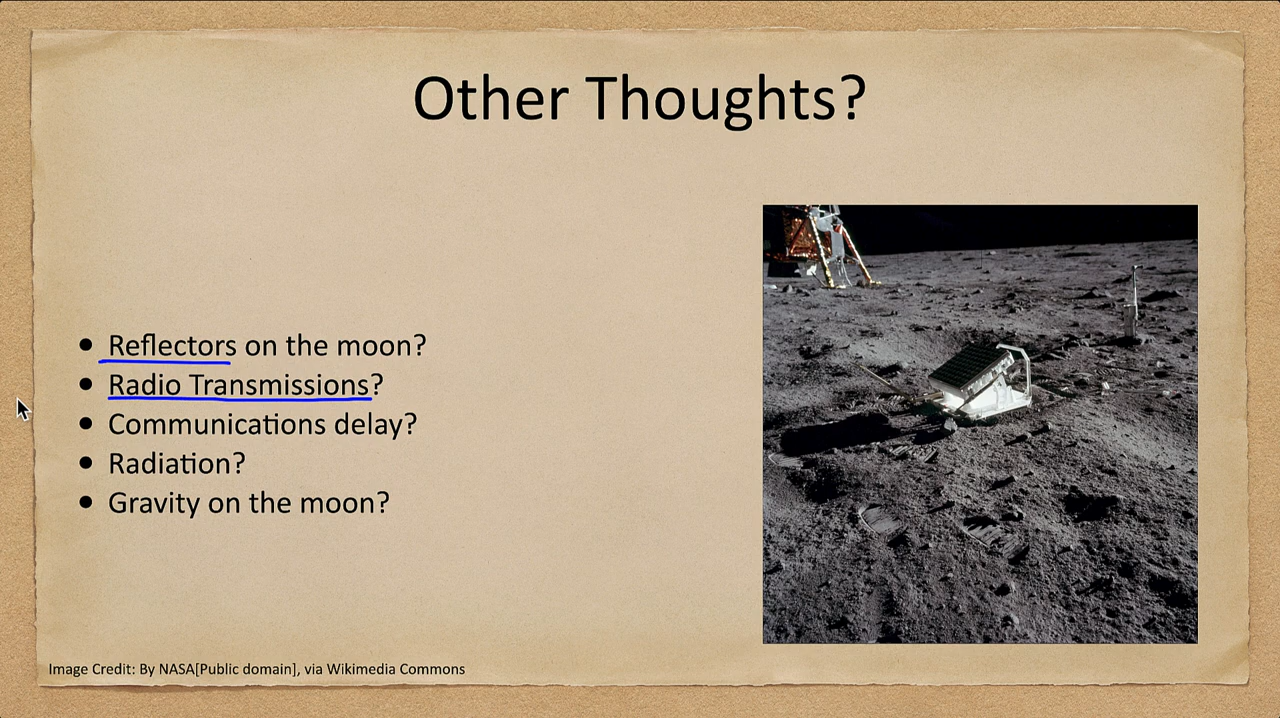 Other Thoughts?
• Reflectors on the moon?
• Radio Transmissions?
• Communications delay?
• Radiation?
• Gravity on the moon?
Image Credit: By NASA[Public domain], via Wikimedia Commons